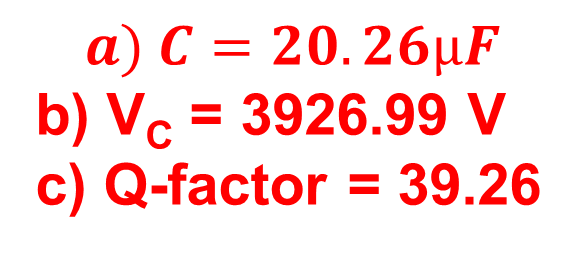 a) C = 20.26μF
b) V_C = 3926.99 V
c) Q-factor = 39.26